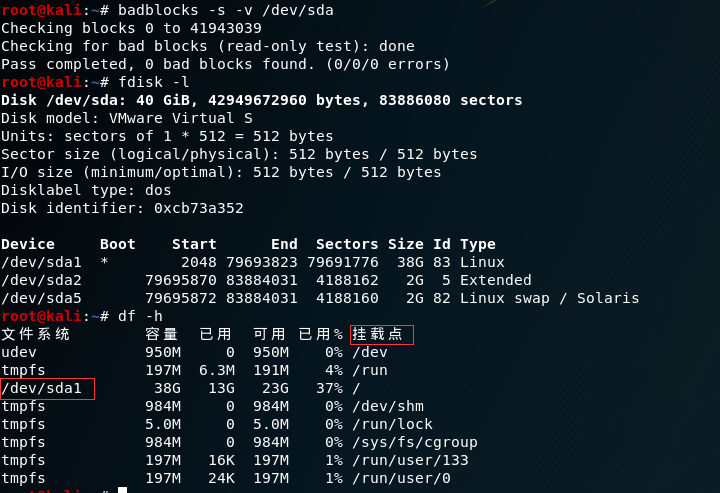 root@kali:~# badblocks -s -v /dev/sda
Checking blocks 0 to 41943039
Checking for bad blocks (read-only test): done
Pass completed, 0 bad blocks found. (0/0/0 errors)
root@kali:~# fdisk -l
Disk /dev/sda: 40 GiB, 42949672960 bytes, 83886080 sectors
Disk model: VMware Virtual S
Units: sectors of 1 * 512 = 512 bytes
Sector size (logical/physical): 512 bytes / 512 bytes
I/O size (minimum/optimal): 512 bytes / 512 bytes
Disklabel type: dos
Disk identifier: 0xcb73a352
Device     Boot    Start      End  Sectors Size Id Type
/dev/sda1  *        2048 79693823 79691776  38G 83 Linux
/dev/sda2       79695870 83884031  4188162   2G  5 Extended
/dev/sda5       79695872 83884031  4188160   2G 82 Linux swap / Solaris
root@kali:~# df -h
文件系统        容量  已用  可用 已用% 挂载点
udev            950M     0  950M    0% /dev
tmpfs           197M  6.3M  191M    4% /run
/dev/sda1        38G   13G   23G   37% /
tmpfs           984M     0  984M    0% /dev/shm
tmpfs           5.0M     0  5.0M    0% /run/lock
tmpfs           984M     0  984M    0% /sys/fs/cgroup
tmpfs           197M   16K  197M    1% /run/user/133
tmpfs           197M   24K  197M    1% /run/user/0
root@kali:~#